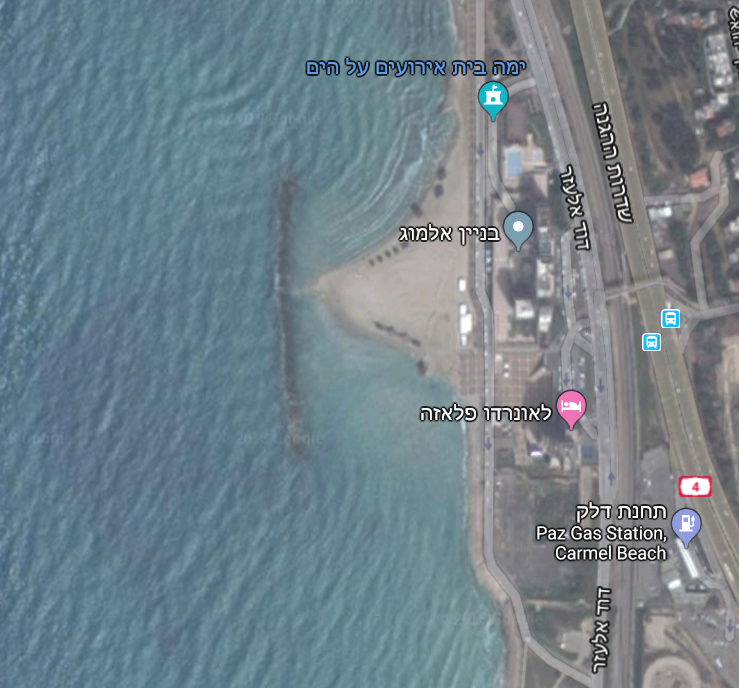 ימה בית אירועים על הים
שדרות ההגנה
דוד אלעזר
בניין אלמוג
לאונרדו פלאזה
4
תחנת דלק
Paz Gas Station,
Carmel Beach
דוד אלעזר